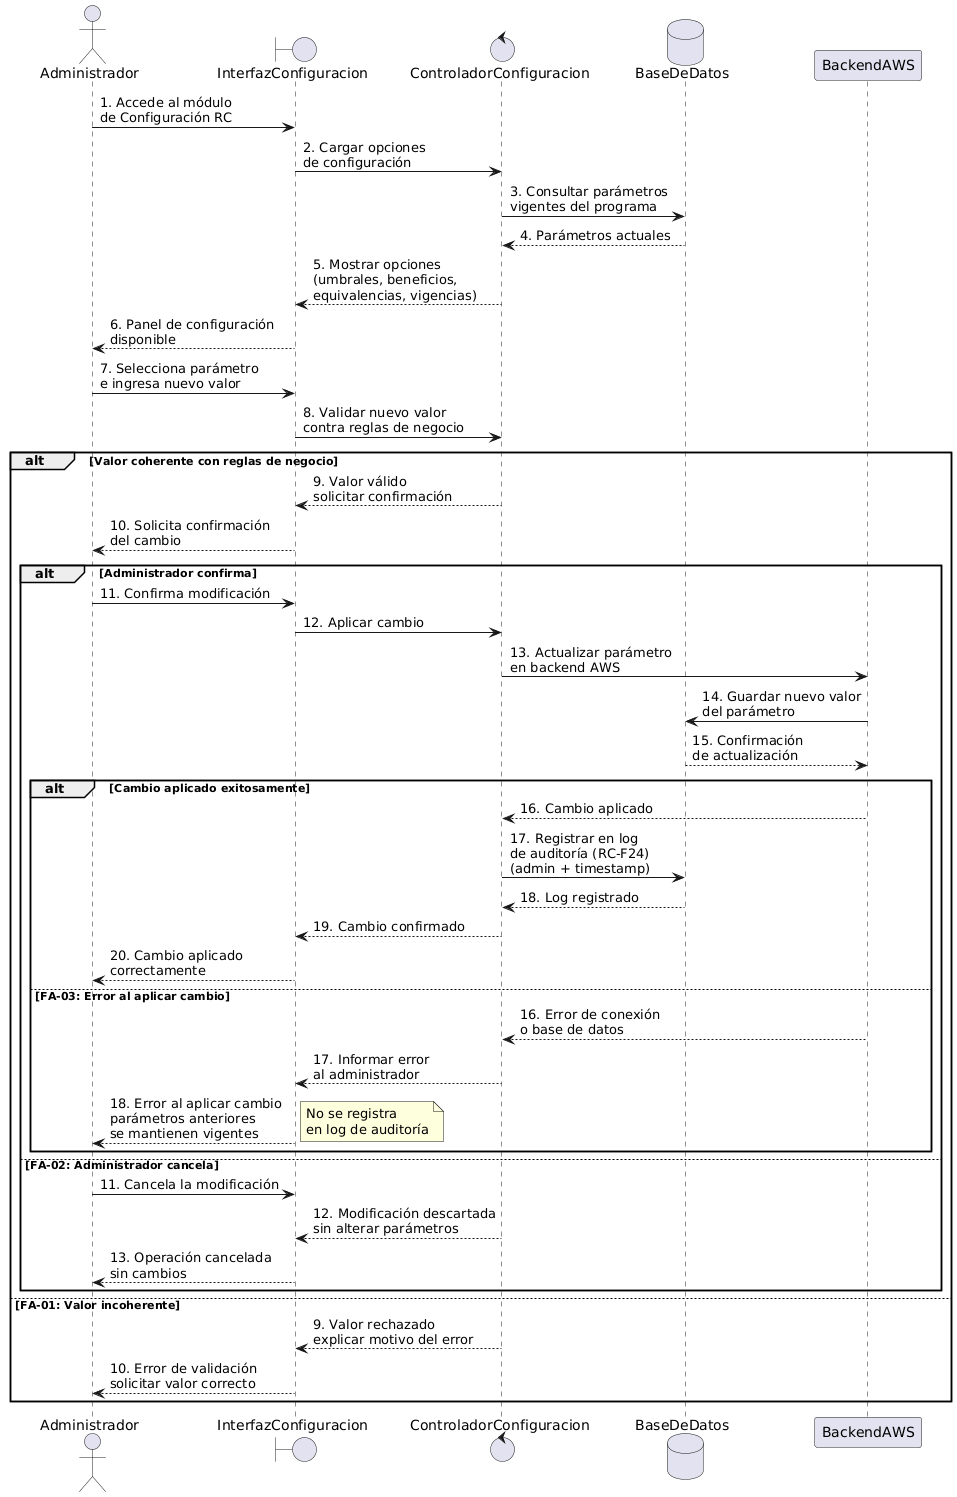 Administrador
InterfazConfiguracion
ControladorConfiguracion
BaseDeDatos
BackendAWS
1. Accede al módulo
de Configuración RC
2. Cargar opciones
de configuración
3. Consultar parámetros
vigentes del programa
4. Parámetros actuales
5. Mostrar opciones
(umbrales, beneficios,
equivalencias, vigencias)
6. Panel de configuración
disponible
7. Selecciona parámetro
e ingresa nuevo valor
8. Validar nuevo valor
contra reglas de negocio
alt [Valor coherente con reglas de negocio]
9. Valor válido
solicitar confirmación
10. Solicita confirmación
del cambio
alt [Administrador confirma]
11. Confirma modificación
12. Aplicar cambio
13. Actualizar parámetro
en backend AWS
14. Guardar nuevo valor
del parámetro
15. Confirmación
de actualización
alt [Cambio aplicado exitosamente]
16. Cambio aplicado
17. Registrar en log
de auditoría (RC-F24)
(admin + timestamp)
18. Log registrado
19. Cambio confirmado
20. Cambio aplicado
correctamente
[FA-03: Error al aplicar cambio]
16. Error de conexión
o base de datos
17. Informar error
al administrador
18. Error al aplicar cambio
parámetros anteriores
se mantienen vigentes
No se registra
en log de auditoría
[FA-02: Administrador cancela]
11. Cancela la modificación
12. Modificación descartada
sin alterar parámetros
13. Operación cancelada
sin cambios
[FA-01: Valor incoherente]
9. Valor rechazado
explicar motivo del error
10. Error de validación
solicitar valor correcto
Administrador
InterfazConfiguracion
ControladorConfiguracion
BaseDeDatos
BackendAWS